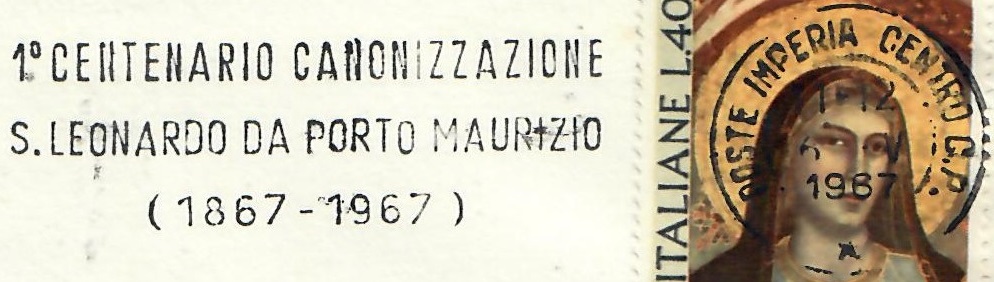 1° CENTENARIO CANONIZZAZIONE
S. LEONARDO DA PORTO MAURIZIO
(1867-1967)
ITALIANE L.40
POSTE IMPERIA CENTRO C.P.
1967
A